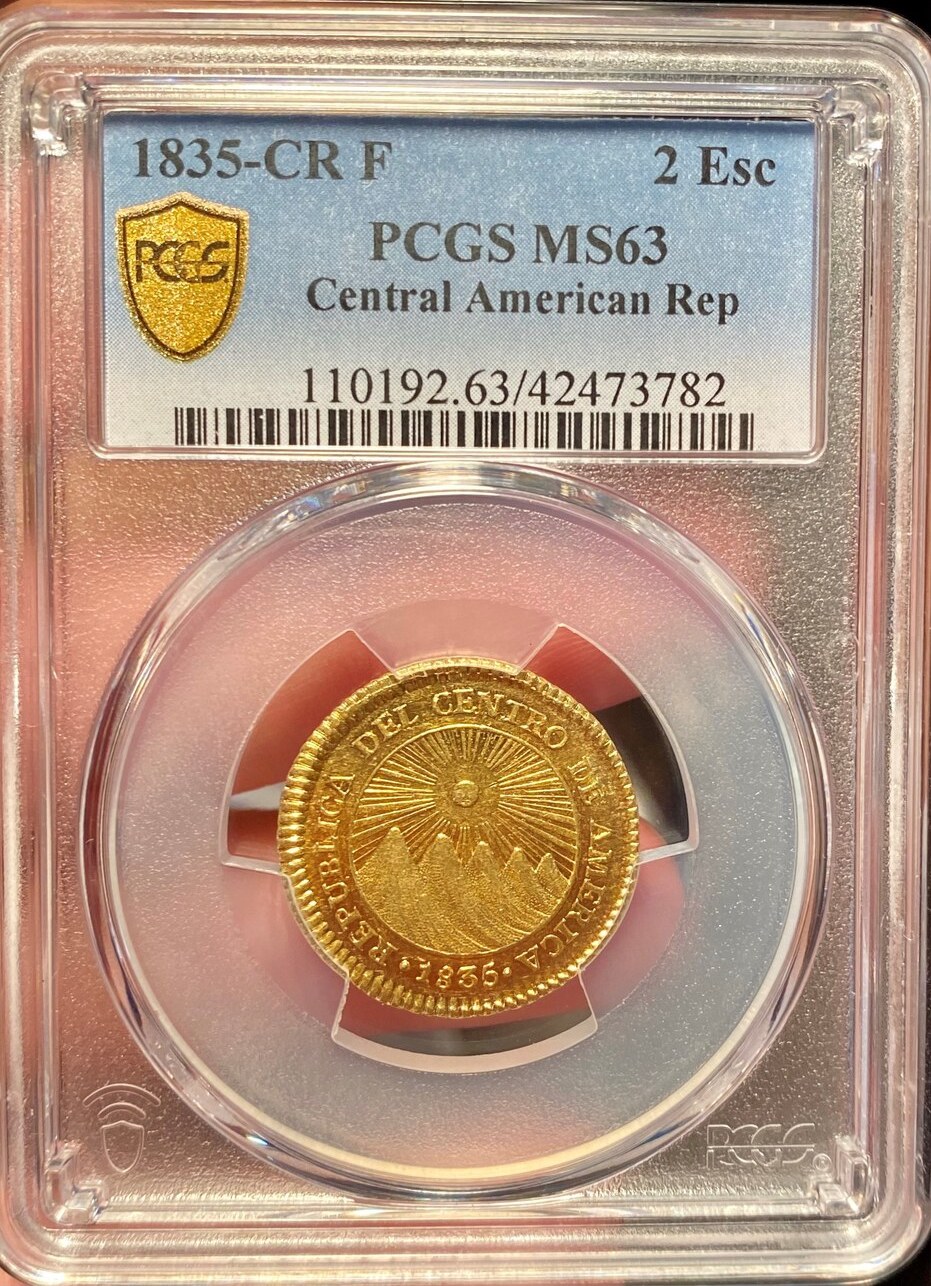 1835-CR F 2 Esc
PCGS
PCGS MS63
Central American Rep
110192.63/42473782
REPUBLICA DEL CENTRO DE AMERICA
•1835•
PCGS